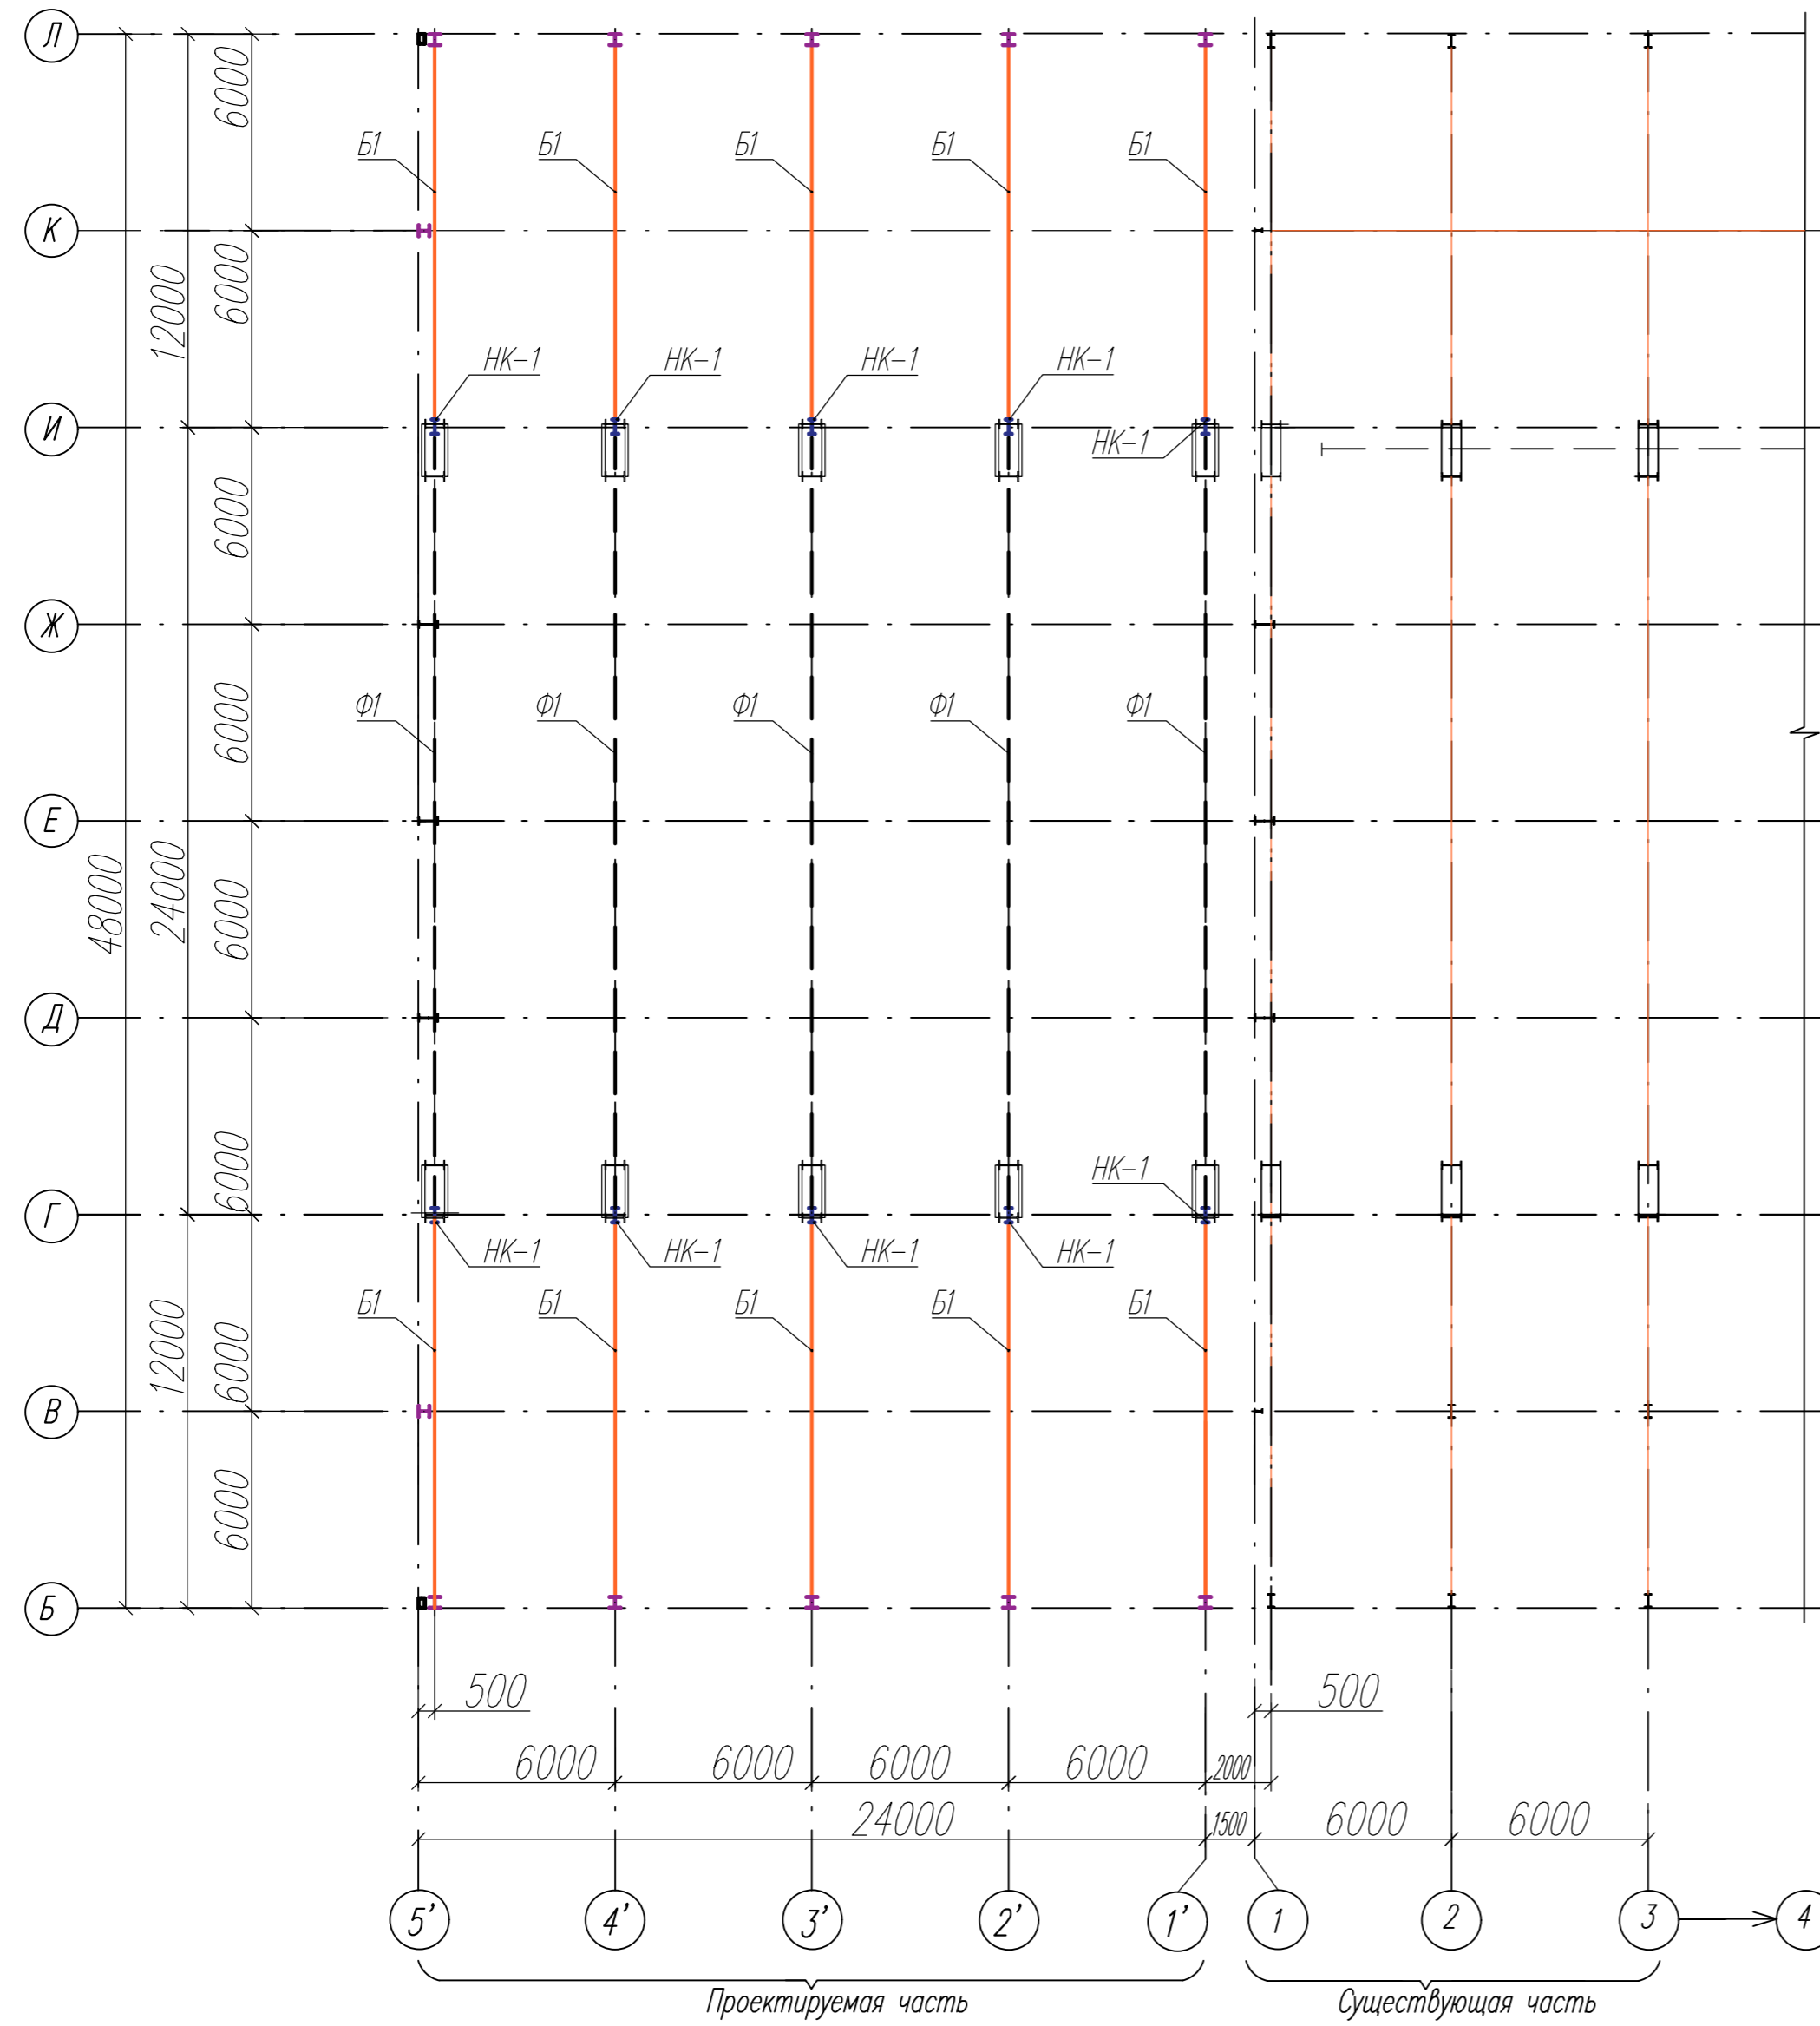 Л
6000
Б1 Б1 Б1 Б1 Б1
К
12000 6000
НК-1 НК-1 НК-1 НК-1
И
НК-1
6000
Ж
Ф1 Ф1 Ф1 Ф1 Ф1
6000
Е
48000 24000 6000
Д
6000
НК-1
Г
НК-1 НК-1 НК-1 НК-1
Б1 Б1 Б1 Б1 Б1
12000 6000
В
6000
Б
500 500
6000 6000 6000 6000 2000
24000 1500 6000 6000
5' 4' 3' 2' 1' 1 2 3 4
Проектируемая часть Существующая часть